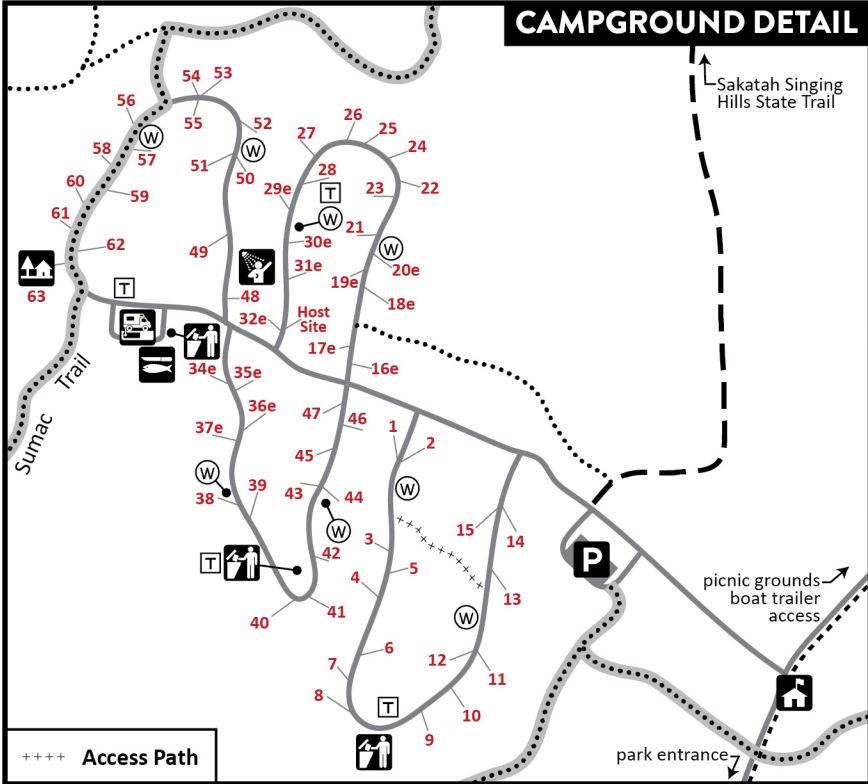 CAMPGROUND DETAIL
Sakatah Singing
Hills State Trail
54
53
56
55
52
W
W
58
57
51
50
26
27
25
24
28
60
59
29e
T
23
22
61
W
62
49
30e
21
W
20e
63
31e
19e
T
48
Host
Site
18e
32e
17e
34e
35e
16e
Sumac Trail
36e
47
46
37e
1
2
45
W
39
38
43
44
W
15
14
W
3
42
T
5
P
4
13
picnic grounds
boat trailer
access
40
41
W
6
7
12
11
8
T
10
9
++++ Access Path
park entrance